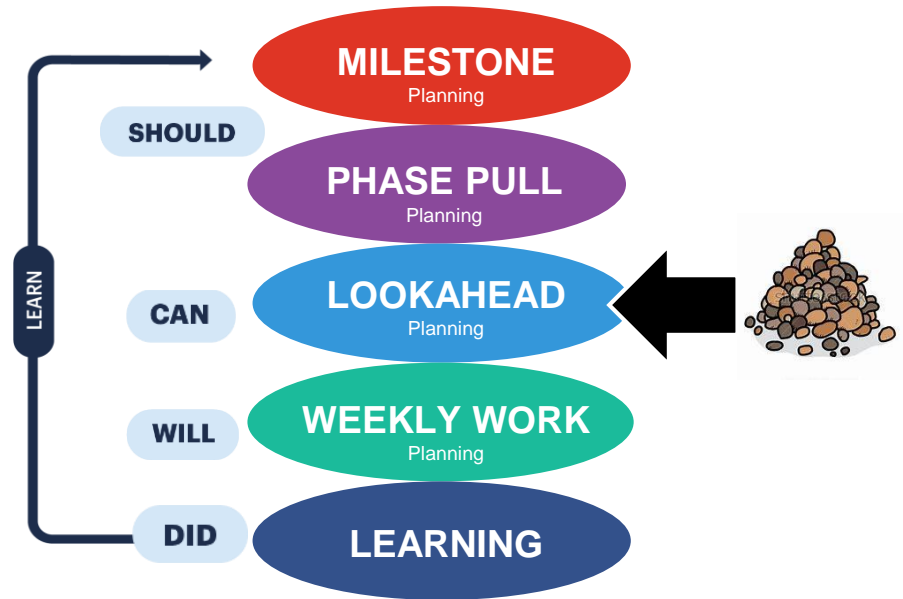 MILESTONE
Planning
SHOULD
PHASE PULL
Planning
LEARN
CAN
LOOKAHEAD
Planning
WILL
WEEKLY WORK
Planning
DID
LEARNING